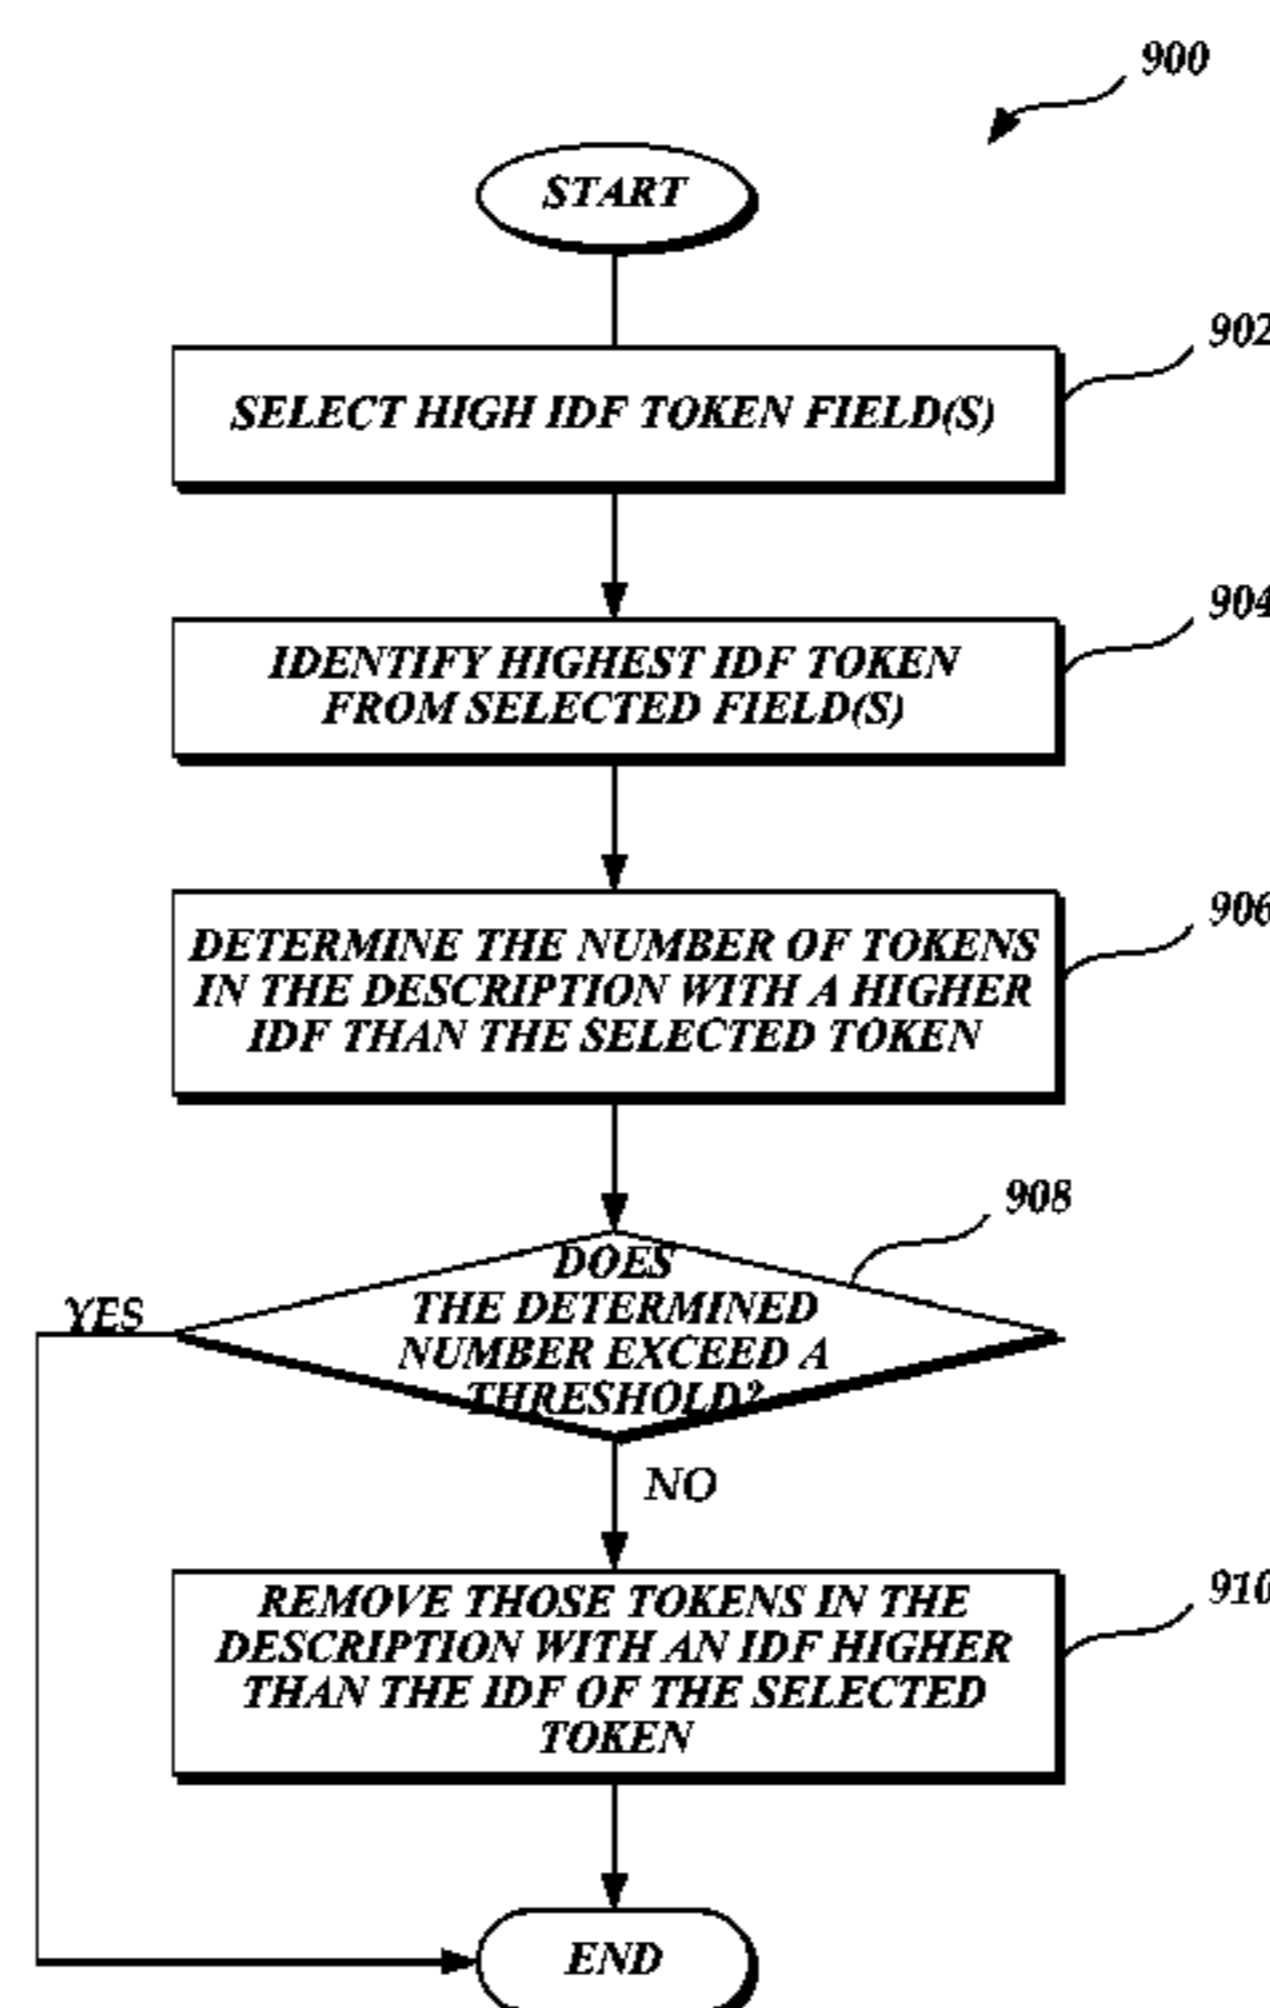 900
START
902
SELECT HIGH IDF TOKEN FIELD(S)
904
IDENTIFY HIGHEST IDF TOKEN
FROM SELECTED FIELD(S)
906
DETERMINE THE NUMBER OF TOKENS
IN THE DESCRIPTION WITH A HIGHER
IDF THAN THE SELECTED TOKEN
908
DOES
THE DETERMINED
NUMBER EXCEED A
THRESHOLD?
YES
NO
910
REMOVE THOSE TOKENS IN THE
DESCRIPTION WITH AN IDF HIGHER
THAN THE IDF OF THE SELECTED
TOKEN
END